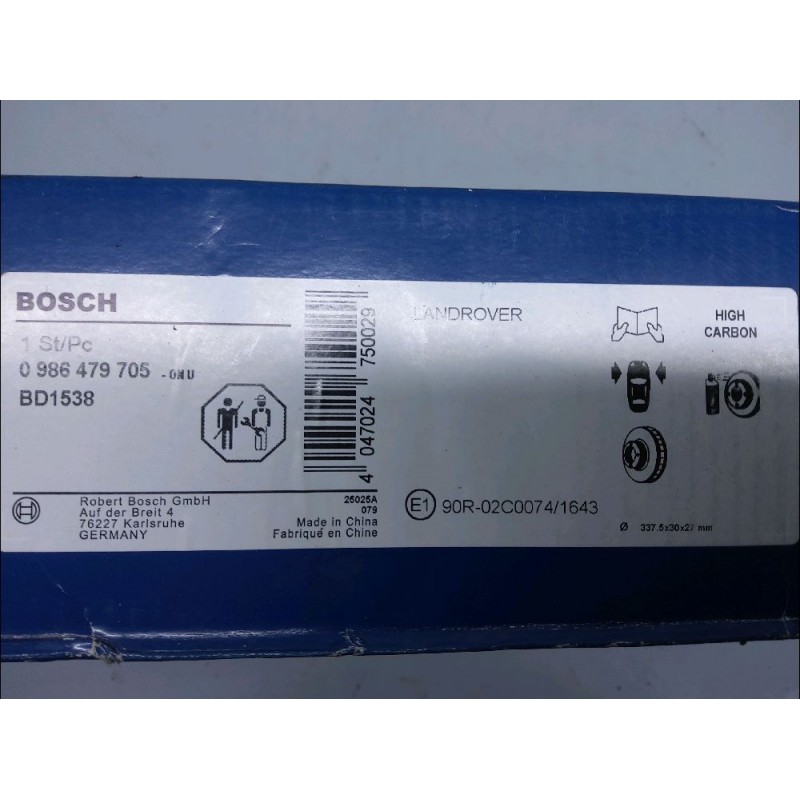 BOSCH
1 St/Pc
0 986 479 705
BD1538
Robert Bosch GmbH
Auf der Breit 4
76227 Karlsruhe
GERMANY
25025A
079
Made in China
Fabriqué en Chine
4 047024 750029
LANDROVER
E1 90R-02C0074/1643
HIGH
CARBON
Ø 337.5x30x27 mm